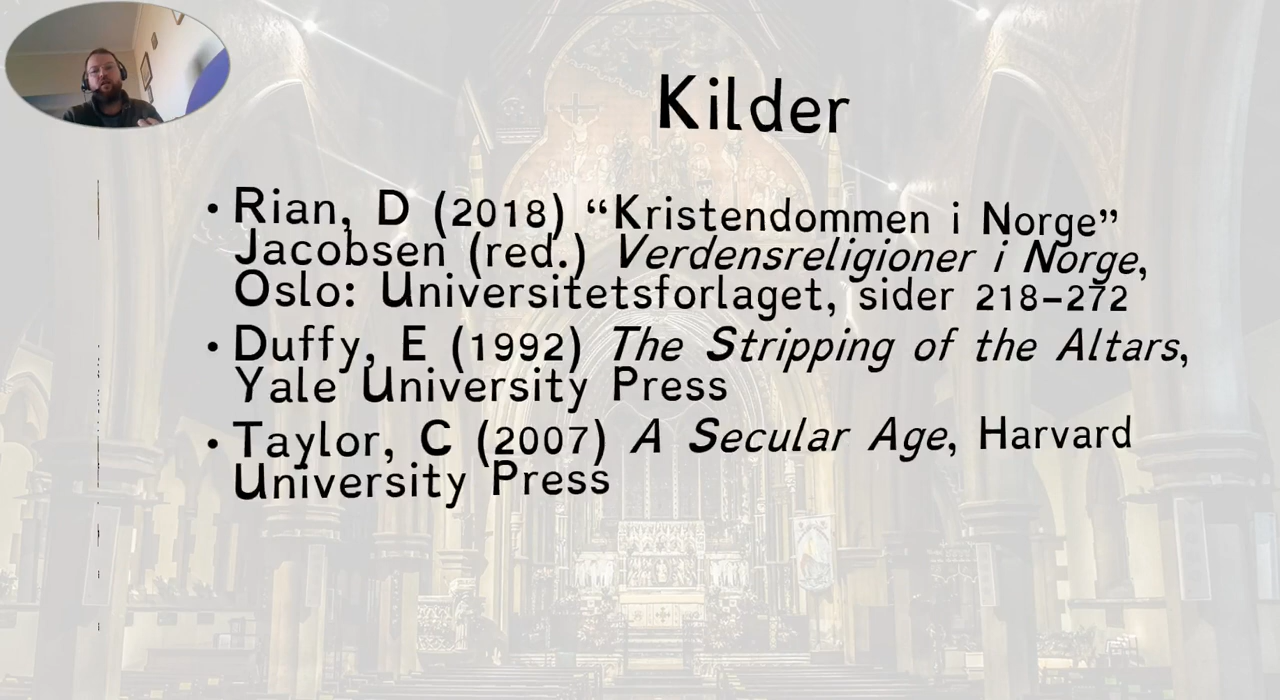 Kilder
• Rian, D (2018) “Kristendommen i Norge”
Jacobsen (red.) Verdensreligioner i Norge,
Oslo: Universitetsforlaget, sider 218–272
• Duffy, E (1992) The Stripping of the Altars,
Yale University Press
• Taylor, C (2007) A Secular Age, Harvard
University Press